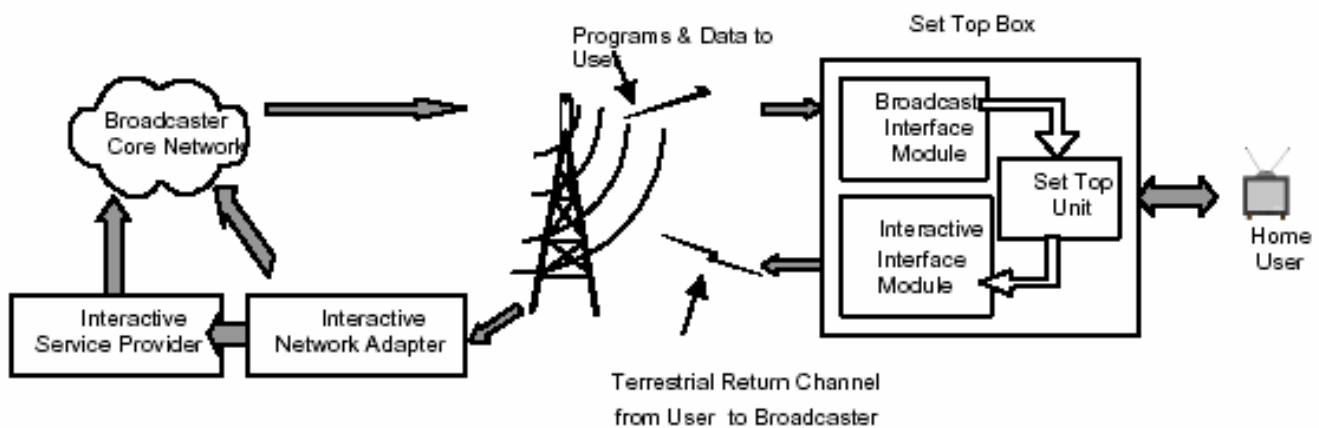 Set Top Box
Programs & Data to
User
Broadcaster
Core Network
Broadcast
Interface
Module
Set Top
Unit
Interactive
Interface
Module
Home
User
Interactive
Service Provider
Interactive
Network Adapter
Terrestrial Return Channel
from User to Broadcaster